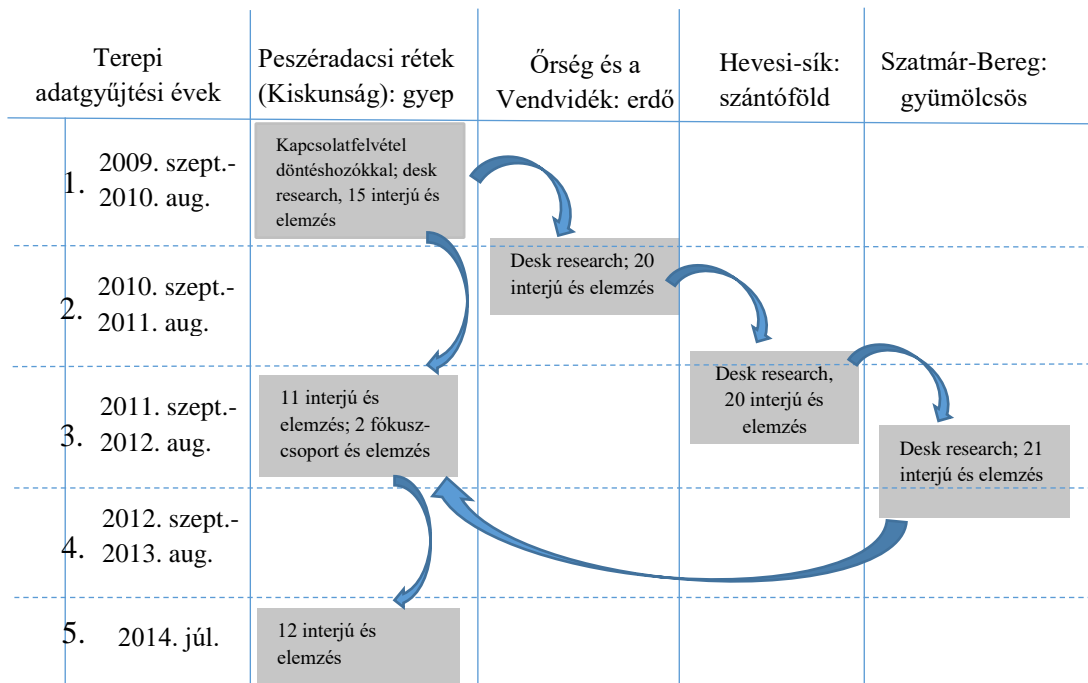 Terepi
adatgyűjtési évek
Peszéradacsi rétek
(Kiskunság): gyep
Őrség és a
Vendvidék: erdő
Hevesi-sík:
szántóföld
Szatmár-Bereg:
gyümölcsös
1.
2009. szept.-
2010. aug.
Kapcsolatfelvétel
döntéshozókkal; desk
research, 15 interjú és
elemzés
2.
2010. szept.-
2011. aug.
Desk research; 20
interjú és elemzés
3.
2011. szept.-
2012. aug.
11 interjú és
elemzés; 2 fókusz-
csoport és elemzés
Desk research,
20 interjú és
elemzés
Desk research; 21
interjú és elemzés
4.
2012. szept.-
2013. aug.
5.
2014. júl.
12 interjú és
elemzés